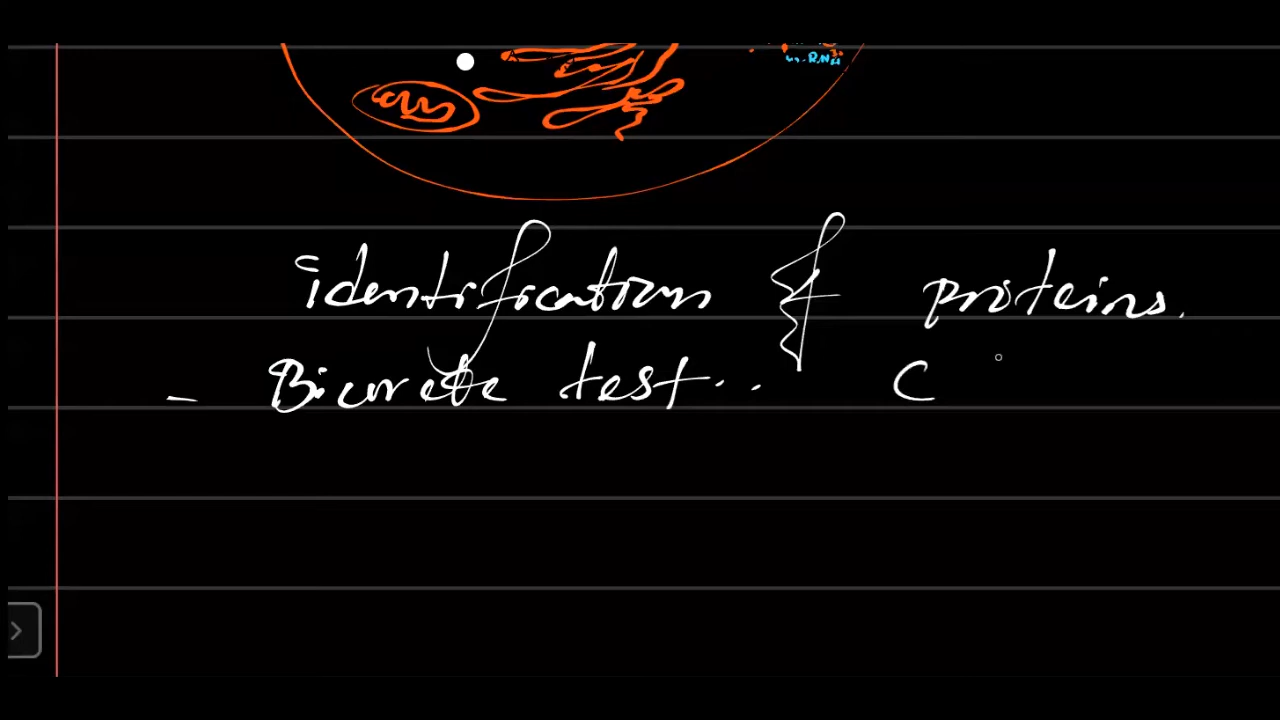 identification of proteins.
- Biurete test... C